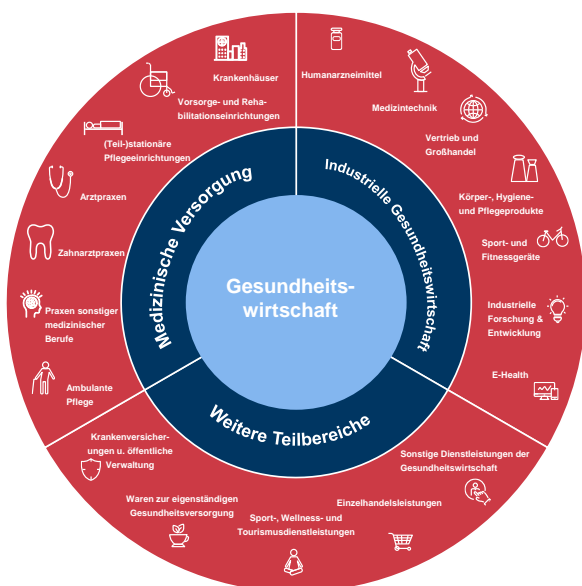 Gesundheits-
wirtschaft
Medizinische Versorgung
Industrielle Gesundheitswirtschaft
Weitere Teilbereiche
Krankenhäuser
Vorsorge- und Reha-
bilitationseinrichtungen
(Teil-)stationäre
Pflegeeinrichtungen
Arztpraxen
Zahnarztpraxen
Praxen sonstiger
medizinischer
Berufe
Ambulante
Pflege
Humanarzneimittel
Medizintechnik
Vertrieb und
Großhandel
Körper-, Hygiene-
und Pflegeprodukte
Sport- und
Fitnessgeräte
Industrielle
Forschung &
Entwicklung
E-Health
Krankenversicher-
ungen u. öffentliche
Verwaltung
Waren zur eigenständigen
Gesundheitsversorgung
Sport-, Wellness- und
Tourismusdienstleistungen
Einzelhandelsleistungen
Sonstige Dienstleistungen der
Gesundheitswirtschaft